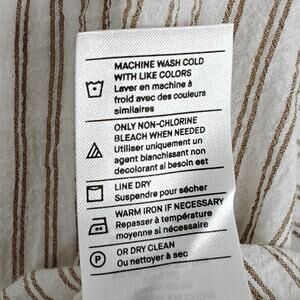 MACHINE WASH COLD
WITH LIKE COLORS
Laver en machine à
froid avec des couleurs
similaires
ONLY NON-CHLORINE
BLEACH WHEN NEEDED
Utiliser uniquement un
agent blanchissant non
décolorant si besoin est
LINE DRY
Suspendre pour sécher
WARM IRON IF NECESSARY
Repasser à température
moyenne si nécessaire
P
OR DRY CLEAN
Ou nettoyer à sec